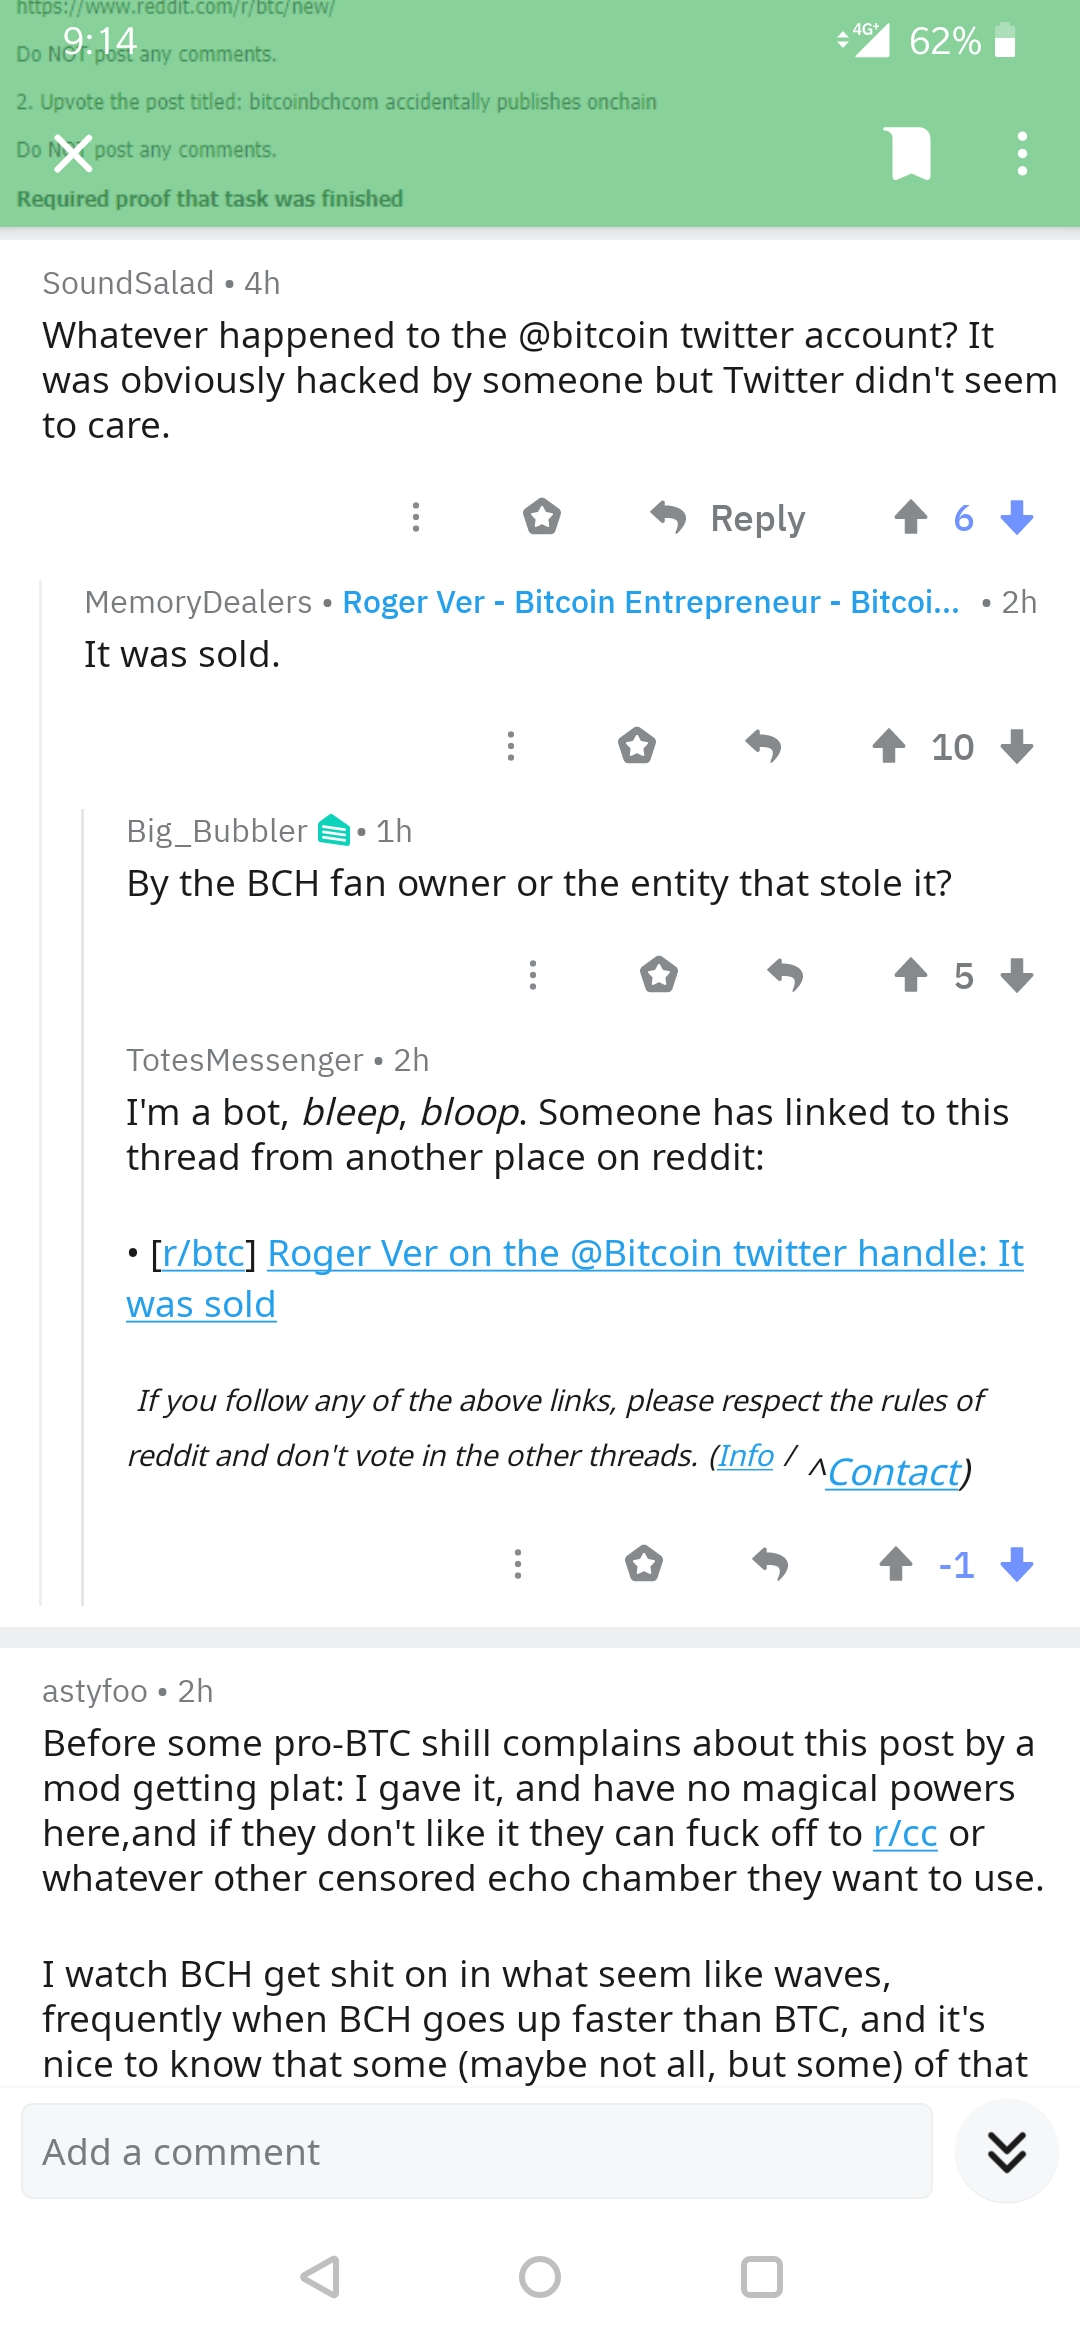 https://www.reddit.com/r/btc/new/
9:14
4G+
62%
Do NOT post any comments.
2. Upvote the post titled: bitcoinbchcom accidentally publishes onchain
Do NOT post any comments.
Required proof that task was finished
SoundSalad • 4h
Whatever happened to the @bitcoin twitter account? It
was obviously hacked by someone but Twitter didn't seem
to care.
Reply 6
MemoryDealers • Roger Ver - Bitcoin Entrepreneur - Bitcoi... • 2h
It was sold.
10
Big_Bubbler • 1h
By the BCH fan owner or the entity that stole it?
5
TotesMessenger • 2h
I'm a bot, bleep, bloop. Someone has linked to this
thread from another place on reddit:
• [r/btc] Roger Ver on the @Bitcoin twitter handle: It
was sold
If you follow any of the above links, please respect the rules of
reddit and don't vote in the other threads. (Info / ^Contact)
-1
astyfoo • 2h
Before some pro-BTC shill complains about this post by a
mod getting plat: I gave it, and have no magical powers
here,and if they don't like it they can fuck off to r/cc or
whatever other censored echo chamber they want to use.
I watch BCH get shit on in what seem like waves,
frequently when BCH goes up faster than BTC, and it's
nice to know that some (maybe not all, but some) of that
Add a comment